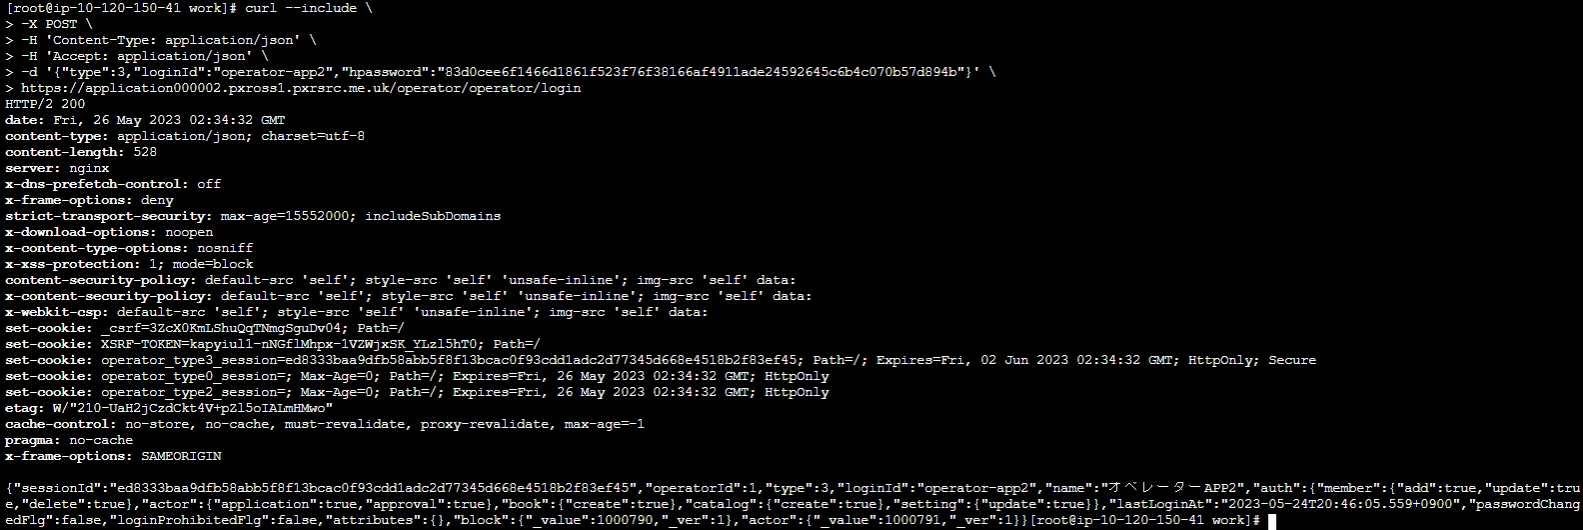 [root@ip-10-120-150-41 work]# curl --include \
> -X POST \
> -H 'Content-Type: application/json' \
> -H 'Accept: application/json' \
> -d '{"type":3,"loginId":"operator-app2","hpassword":"83d0cee6f1466d1861f523f76f38166af4911ade24592645c6b4c070b57d894b"}' \
> https://application000002.pxross1.pxrsrc.me.uk/operator/operator/login
HTTP/2 200
date: Fri, 26 May 2023 02:34:32 GMT
content-type: application/json; charset=utf-8
content-length: 528
server: nginx
x-dns-prefetch-control: off
x-frame-options: deny
strict-transport-security: max-age=15552000; includeSubDomains
x-download-options: noopen
x-content-type-options: nosniff
x-xss-protection: 1; mode=block
content-security-policy: default-src 'self'; style-src 'self' 'unsafe-inline'; img-src 'self' data:
x-content-security-policy: default-src 'self'; style-src 'self' 'unsafe-inline'; img-src 'self' data:
x-webkit-csp: default-src 'self'; style-src 'self' 'unsafe-inline'; img-src 'self' data:
set-cookie: _csrf=3ZcX0KmLShuQqTNmgSguDv04; Path=/
set-cookie: XSRF-TOKEN=kapyiul1-nNGflMhpx-1VZWjxSK_YLzl5hT0; Path=/
set-cookie: operator_type3_session=ed8333baa9dfb58abb5f8f13bcac0f93cdd1adc2d77345d668e4518b2f83ef45; Path=/; Expires=Fri, 02 Jun 2023 02:34:32 GMT; HttpOnly; Secure
set-cookie: operator_type0_session=; Max-Age=0; Path=/; Expires=Fri, 26 May 2023 02:34:32 GMT; HttpOnly
set-cookie: operator_type2_session=; Max-Age=0; Path=/; Expires=Fri, 26 May 2023 02:34:32 GMT; HttpOnly
etag: W/"210-UaH2jCzdCkt4V+pZl5oIALmHMwo"
cache-control: no-store, no-cache, must-revalidate, proxy-revalidate, max-age=-1
pragma: no-cache
x-frame-options: SAMEORIGIN
{"sessionId":"ed8333baa9dfb58abb5f8f13bcac0f93cdd1adc2d77345d668e4518b2f83ef45","operatorId":1,"type":3,"loginId":"operator-app2","name":"オペレーターAPP2","auth":{"member":{"add":true,"update":tru
e,"delete":true},"actor":{"application":true,"approval":true},"book":{"create":true},"catalog":{"create":true},"setting":{"update":true}},"lastLoginAt":"2023-05-24T20:46:05.559+0900","passwordChang
edFlg":false,"loginProhibitedFlg":false,"attributes":{},"block":{"_value":1000790,"_ver":1},"actor":{"_value":1000791,"_ver":1}}[root@ip-10-120-150-41 work]#